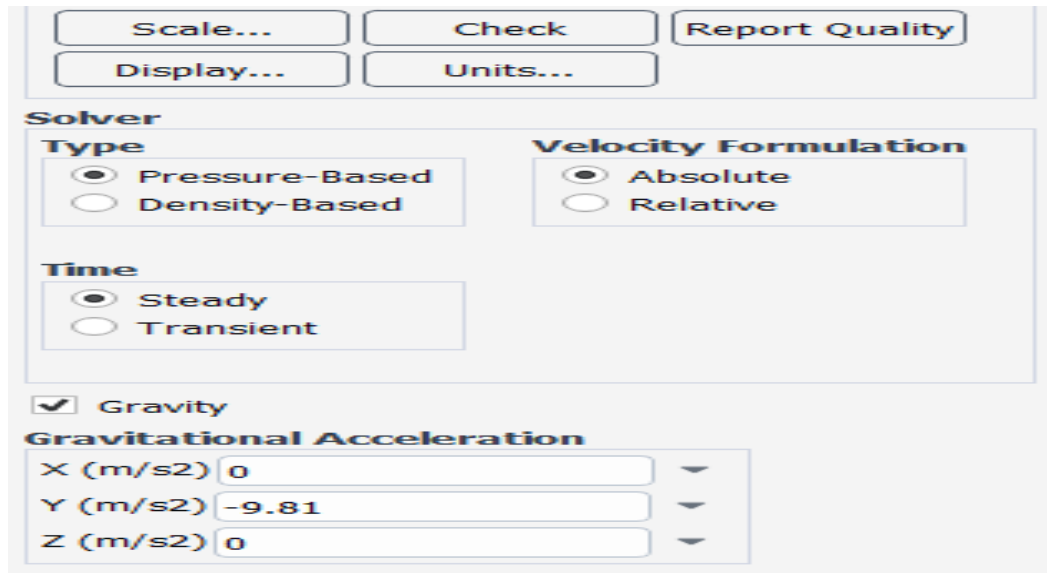 Scale... Check Report Quality
Display... Units...
Solver
Type Velocity Formulation
Pressure-Based Absolute
Density-Based Relative
Time
Steady
Transient
Gravity
Gravitational Acceleration
X (m/s2) 0
Y (m/s2) -9.81
Z (m/s2) 0